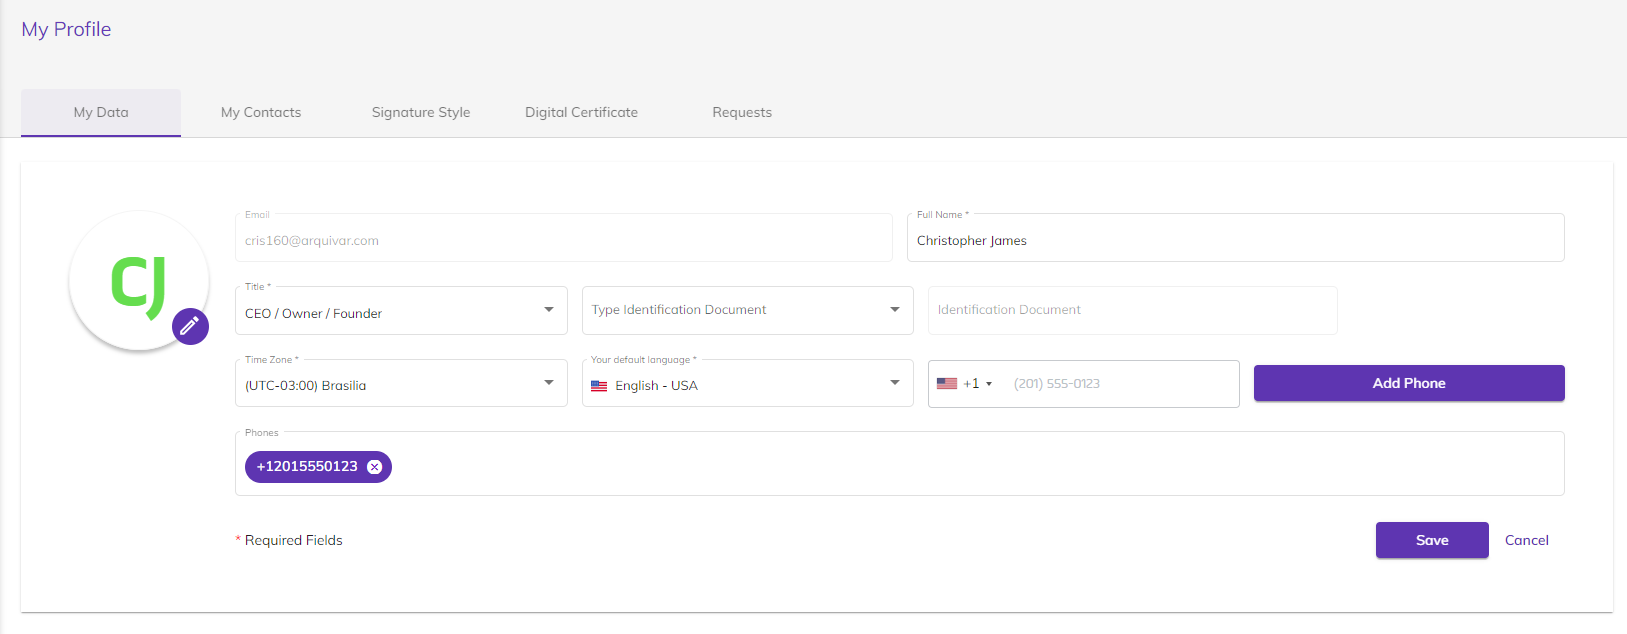 My Profile
My Data My Contacts Signature Style Digital Certificate Requests
CJ
Email
cris160@arquivar.com
Full Name *
Christopher James
Title *
CEO / Owner / Founder
Type Identification Document
Identification Document
Time Zone *
(UTC-03:00) Brasilia
Your default language *
English - USA
+1 (201) 555-0123
Add Phone
Phones
+12015550123
* Required Fields
Save Cancel